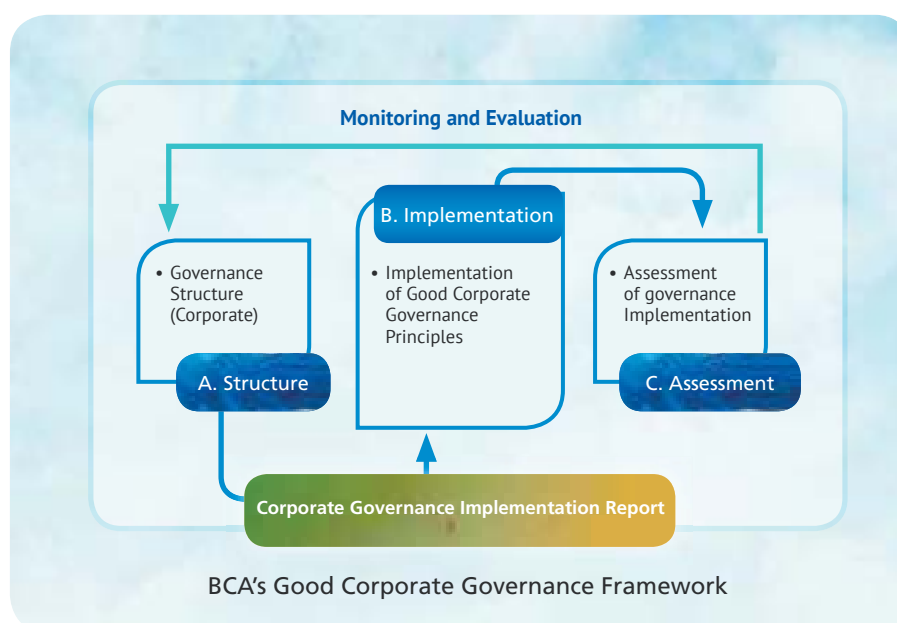 Monitoring and Evaluation
B. Implementation
• Governance
Structure
(Corporate)
A. Structure
• Implementation
of Good Corporate
Governance
Principles
• Assessment
of governance
Implementation
C. Assessment
Corporate Governance Implementation Report
BCA's Good Corporate Governance Framework